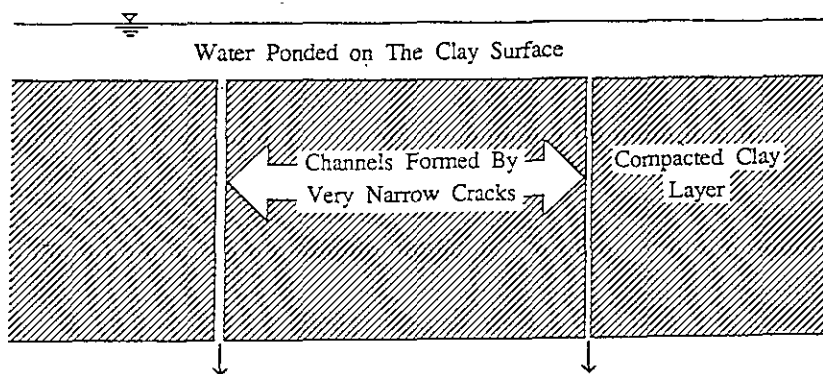 Water Ponded on The Clay Surface
Channels Formed By
Very Narrow Cracks
Compacted Clay
Layer